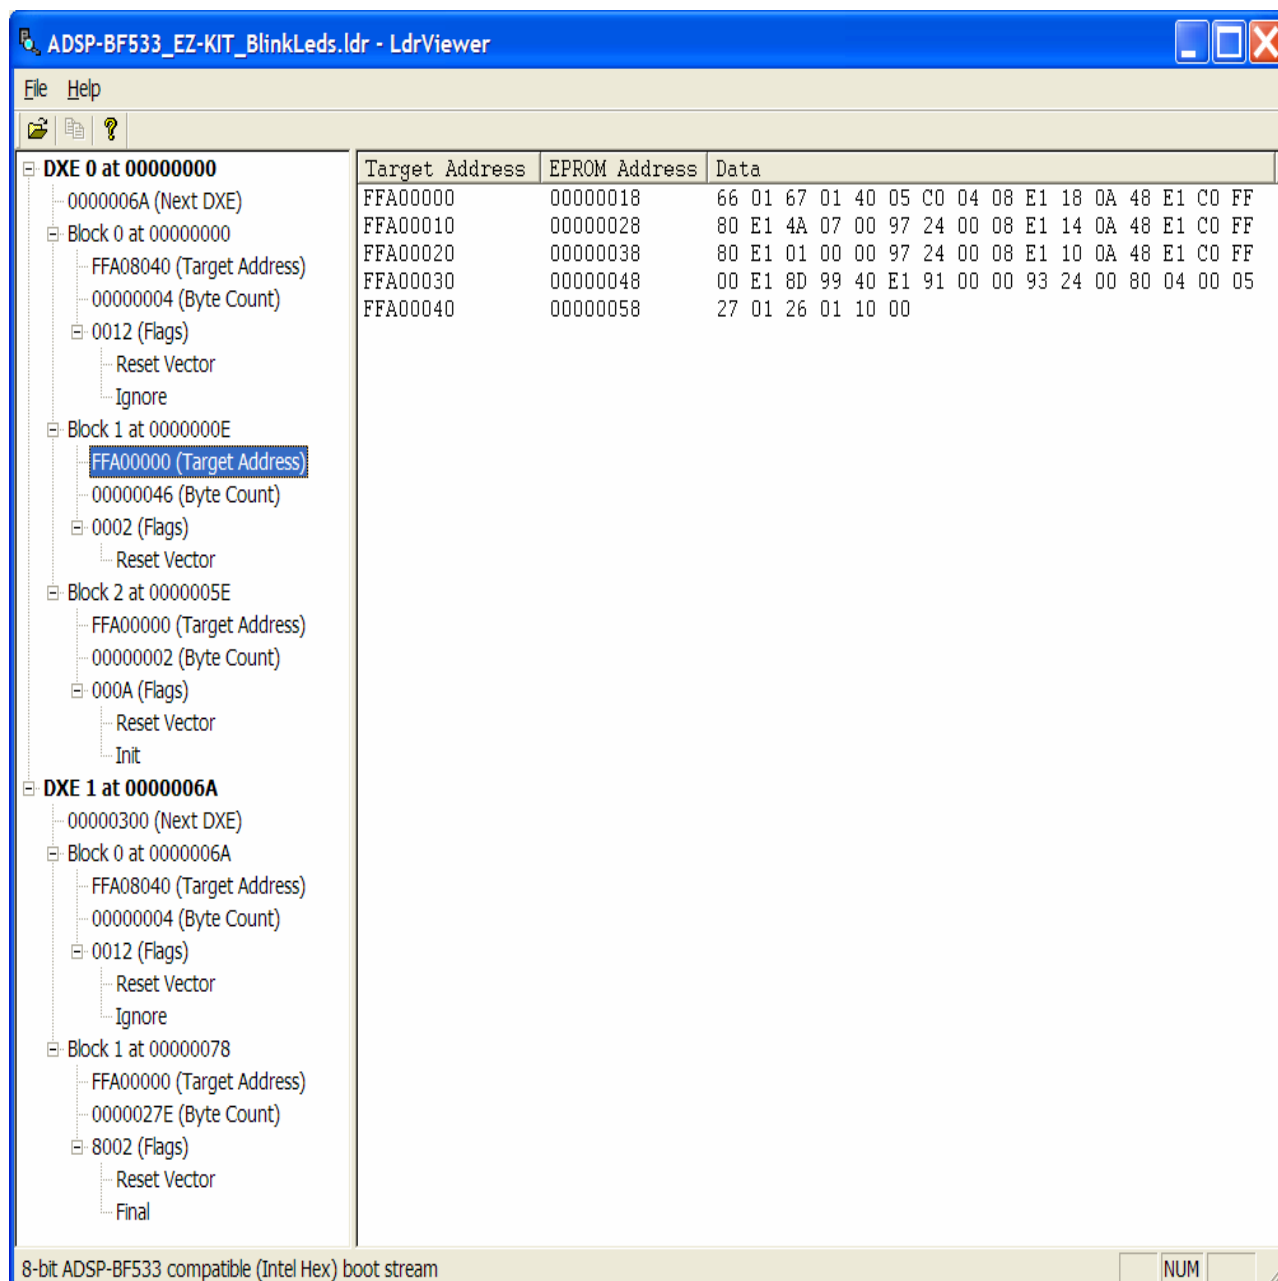 ADSP-BF533_EZ-KIT_BlinkLeds.ldr - LdrViewer
File Help
DXE 0 at 00000000
0000006A (Next DXE)
Block 0 at 00000000
FFA08040 (Target Address)
00000004 (Byte Count)
0012 (Flags)
Reset Vector
Ignore
Block 1 at 0000000E
FFA00000 (Target Address)
00000046 (Byte Count)
0002 (Flags)
Reset Vector
Block 2 at 0000005E
FFA00000 (Target Address)
00000002 (Byte Count)
000A (Flags)
Reset Vector
Init
DXE 1 at 0000006A
00000300 (Next DXE)
Block 0 at 0000006A
FFA08040 (Target Address)
00000004 (Byte Count)
0012 (Flags)
Reset Vector
Ignore
Block 1 at 00000078
FFA00000 (Target Address)
0000027E (Byte Count)
8002 (Flags)
Reset Vector
Final
Target Address EPROM Address Data
FFA00000 00000018 66 01 67 01 40 05 C0 04 08 E1 18 0A 48 E1 C0 FF
FFA00010 00000028 80 E1 4A 07 00 97 24 00 08 E1 14 0A 48 E1 C0 FF
FFA00020 00000038 80 E1 01 00 00 97 24 00 08 E1 10 0A 48 E1 C0 FF
FFA00030 00000048 00 E1 8D 99 40 E1 91 00 00 93 24 00 80 04 00 05
FFA00040 00000058 27 01 26 01 10 00
8-bit ADSP-BF533 compatible (Intel Hex) boot stream NUM